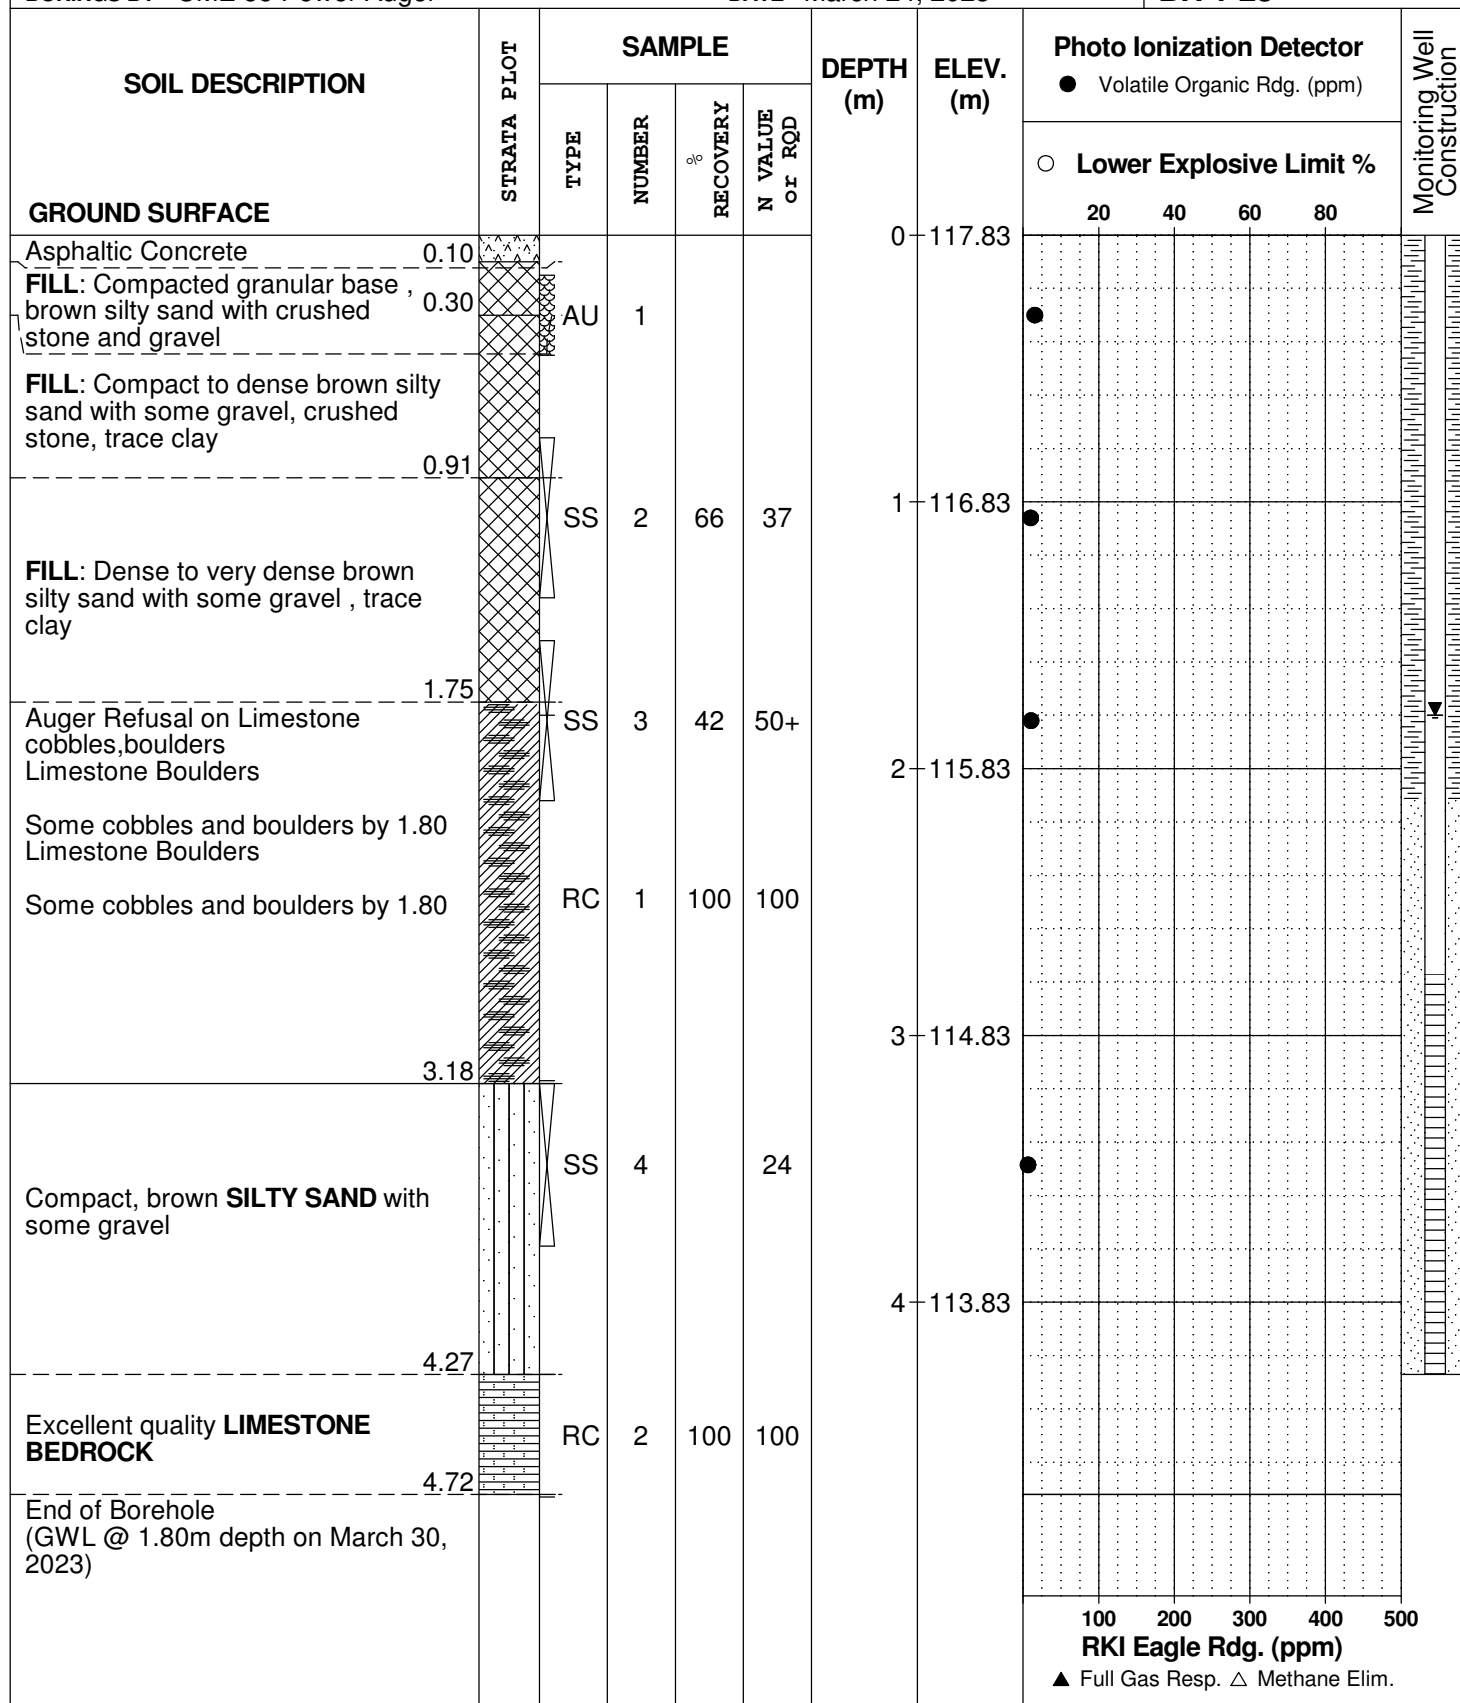 SOIL DESCRIPTION
GROUND SURFACE
STRATA PLOT
SAMPLE
TYPE
NUMBER
% RECOVERY
N VALUE or RQD
DEPTH (m)
ELEV. (m)
Photo Ionization Detector
● Volatile Organic Rdg. (ppm)
○ Lower Explosive Limit %
20 40 60 80
Monitoring Well Construction
0 117.83
Asphaltic Concrete 0.10
FILL: Compacted granular base ,
brown silty sand with crushed 0.30
stone and gravel
AU 1
FILL: Compact to dense brown silty
sand with some gravel, crushed
stone, trace clay
0.91
1 116.83
SS 2 66 37
FILL: Dense to very dense brown
silty sand with some gravel , trace
clay
1.75
Auger Refusal on Limestone
cobbles,boulders
Limestone Boulders
SS 3 42 50+
2 115.83
Some cobbles and boulders by 1.80
Limestone Boulders
Some cobbles and boulders by 1.80
RC 1 100 100
3 114.83
3.18
SS 4 24
Compact, brown SILTY SAND with
some gravel
4 113.83
4.27
Excellent quality LIMESTONE
BEDROCK
RC 2 100 100
4.72
End of Borehole
(GWL @ 1.80m depth on March 30,
2023)
100 200 300 400 500
RKI Eagle Rdg. (ppm)
▲ Full Gas Resp. △ Methane Elim.